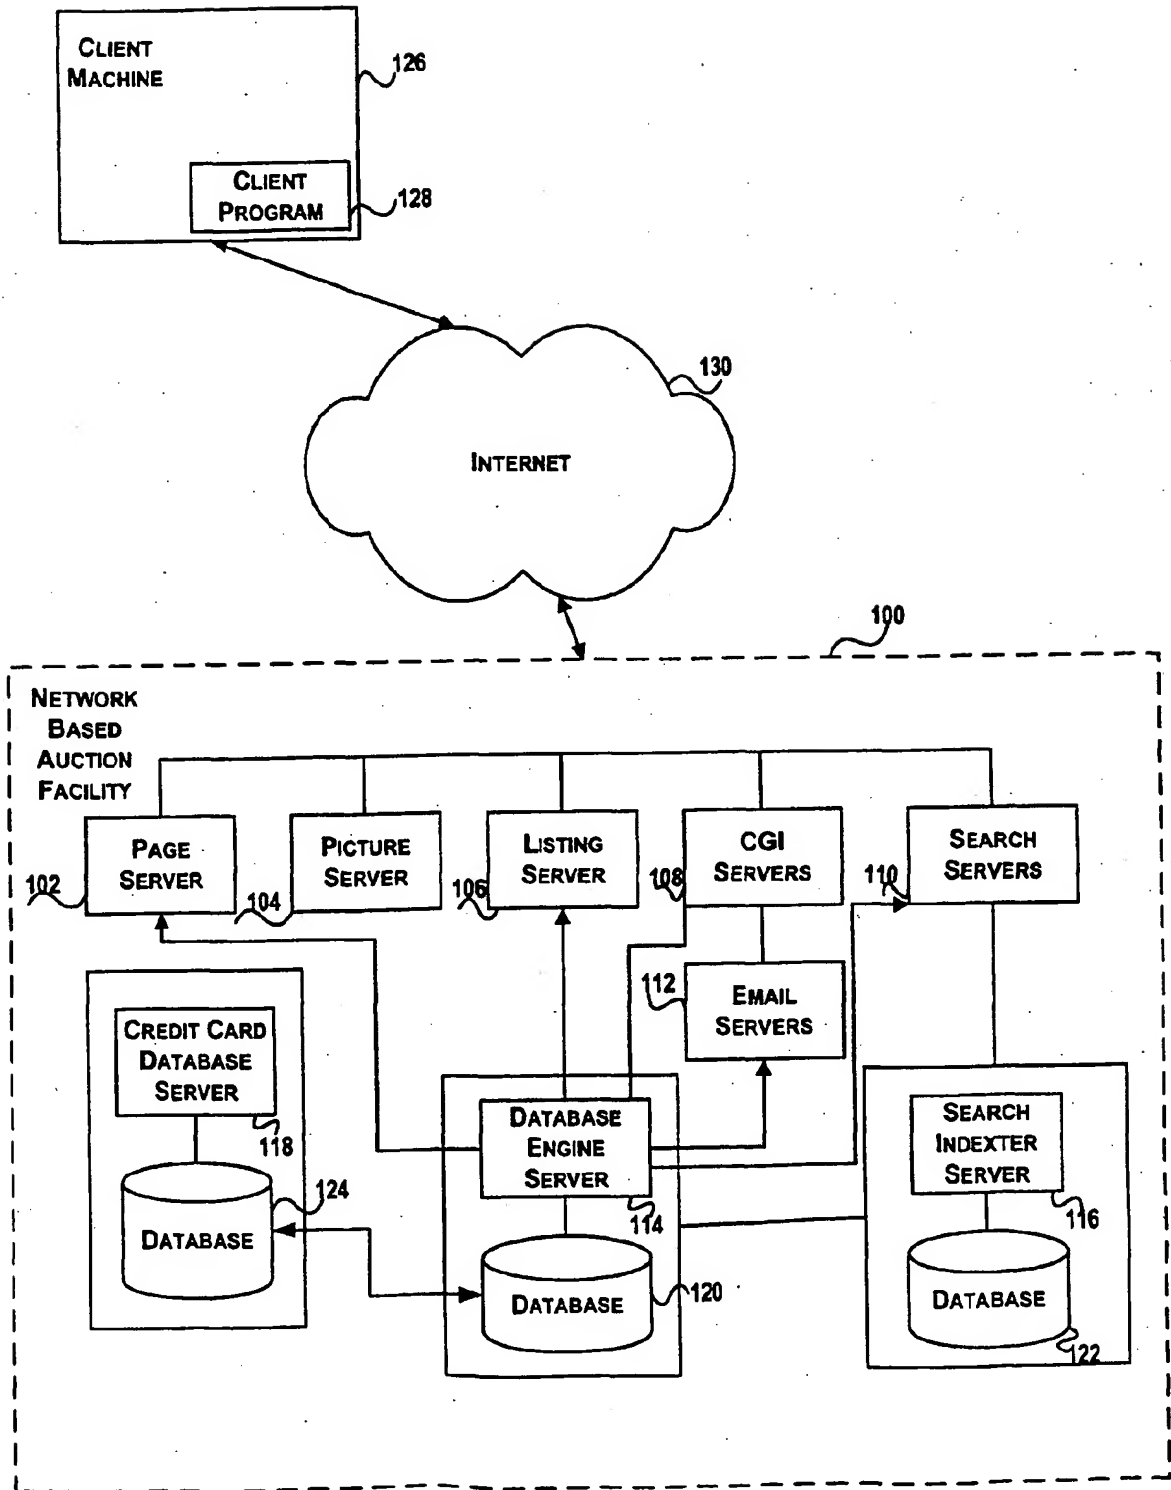 CLIENT
MACHINE
126
CLIENT
PROGRAM
128
130
INTERNET
100
NETWORK
BASED
AUCTION
FACILITY
PAGE
SERVER
102
PICTURE
SERVER
104
LISTING
SERVER
106
CGI
SERVERS
108
SEARCH
SERVERS
110
112
EMAIL
SERVERS
CREDIT CARD
DATABASE
SERVER
118
DATABASE
ENGINE
SERVER
114
SEARCH
INDEXTER
SERVER
116
124
DATABASE
DATABASE
120
DATABASE
122